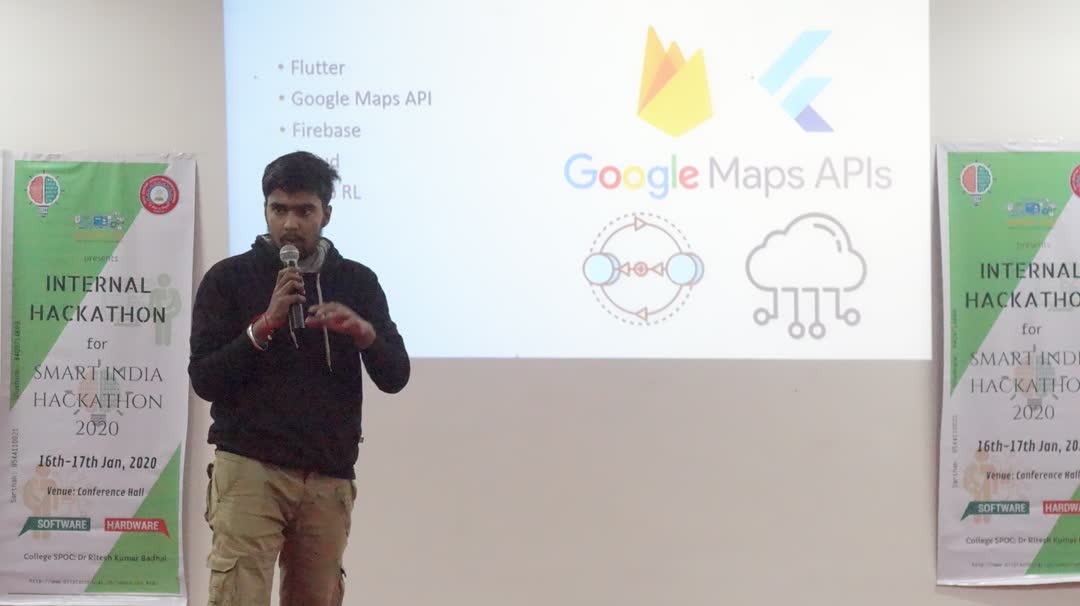 • Flutter
• Google Maps API
• Firebase
RL
Google Maps APIs
presents
INTERNAL
HACKATHON
for
SMART INDIA
HACKATHON
2020
16th-17th Jan, 2020
Venue: Conference Hall
SOFTWARE
HARDWARE
College SPOC: Dr Ritesh Kumar Badhai
presents
INTERNAL
HACKATHO
for
SMART INDI
HACKATHO
2020
16th-17th Jan, 20
Venue: Conference Hall
SOFTWARE
HARDW
College SPOC: Dr Ritesh Kumar